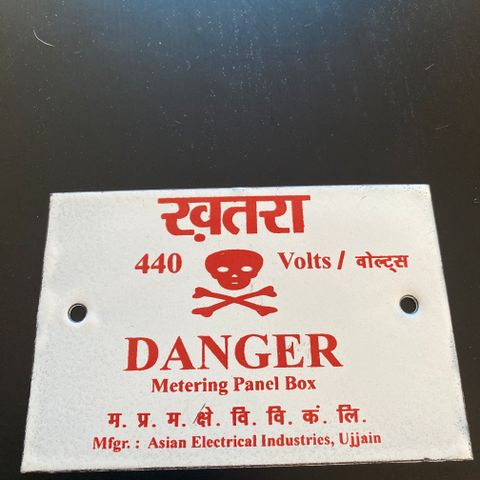 ख़तरा
440 Volts / वोल्ट्स
DANGER
Metering Panel Box
म. प्र. म. क्षे. वि. वि. कं. लि.
Mfgr. : Asian Electrical Industries, Ujjain